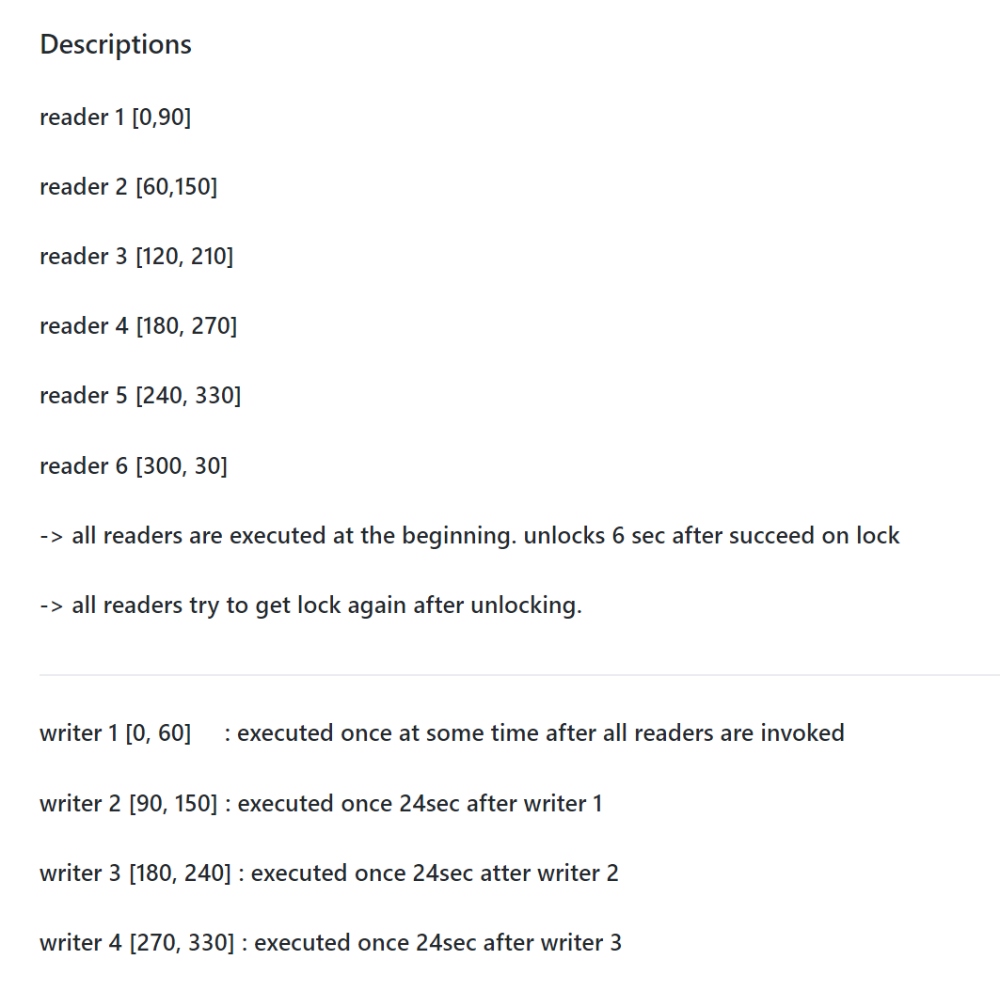 Descriptions
reader 1 [0,90]
reader 2 [60,150]
reader 3 [120, 210]
reader 4 [180, 270]
reader 5 [240, 330]
reader 6 [300, 30]
-> all readers are executed at the beginning. unlocks 6 sec after succeed on lock
-> all readers try to get lock again after unlocking.
writer 1 [0, 60] : executed once at some time after all readers are invoked
writer 2 [90, 150] : executed once 24sec after writer 1
writer 3 [180, 240] : executed once 24sec atter writer 2
writer 4 [270, 330] : executed once 24sec after writer 3